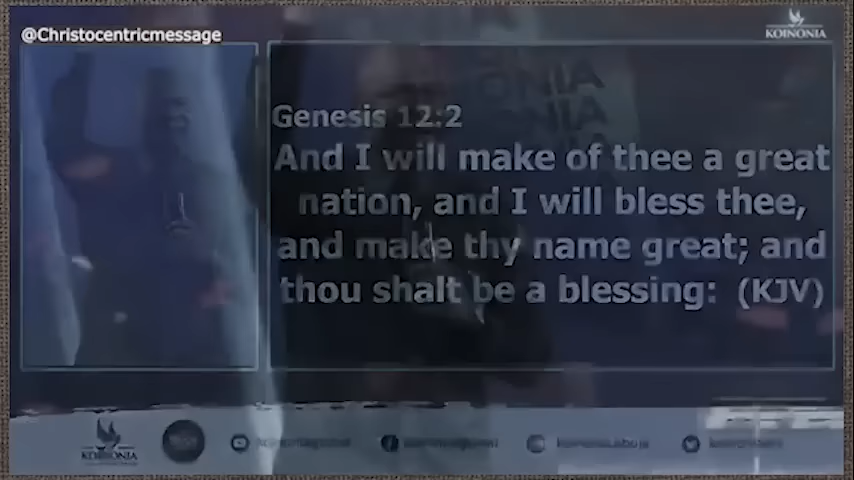 @Christocentricmessage
KOINONIA
Genesis 12:2
And I will make of thee a great
nation, and I will bless thee,
and make thy name great; and
thou shalt be a blessing: (KJV)
KOINONIA